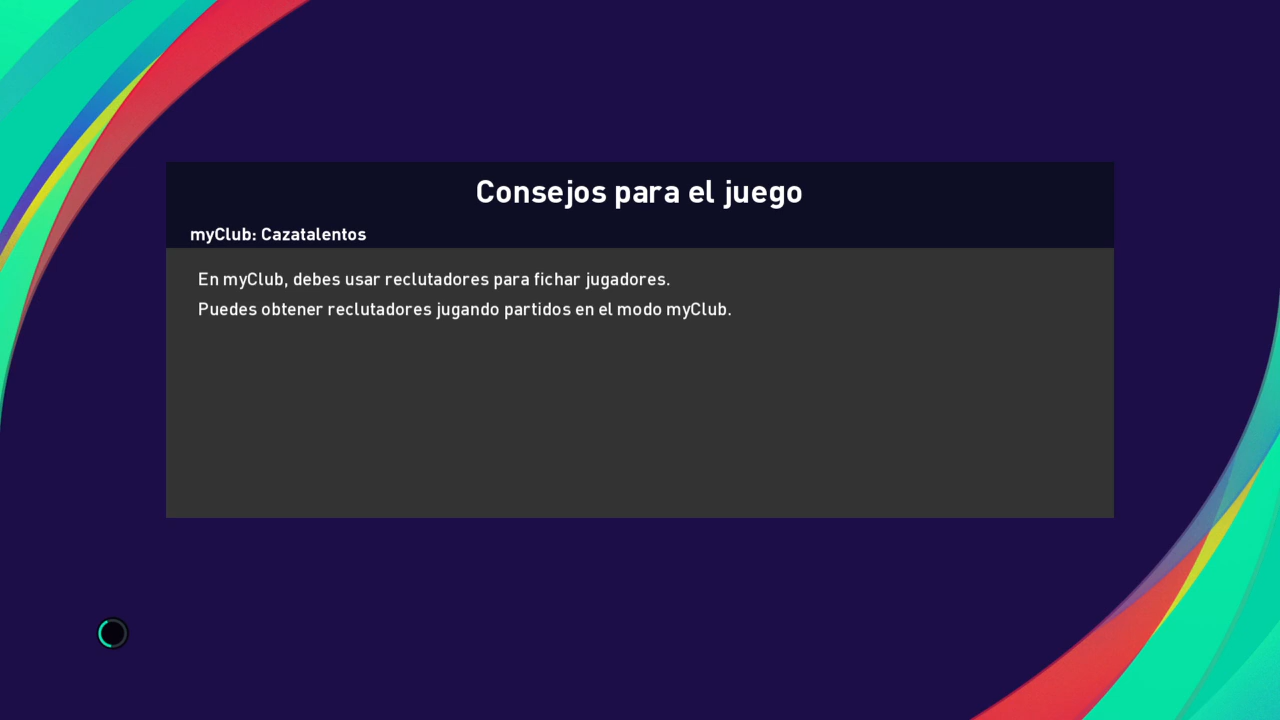 Consejos para el juego
myClub: Cazatalentos
En myClub, debes usar reclutadores para fichar jugadores.
Puedes obtener reclutadores jugando partidos en el modo myClub.